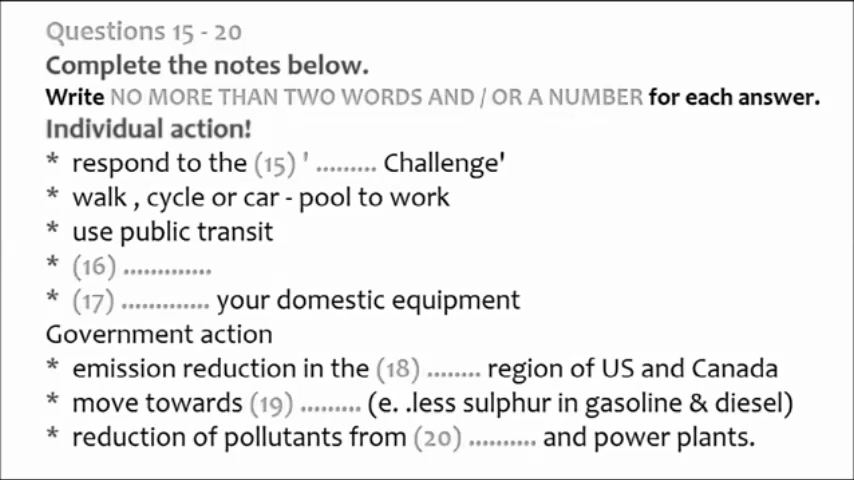 Questions 15 - 20
Complete the notes below.
Write NO MORE THAN TWO WORDS AND / OR A NUMBER for each answer.
Individual action!
* respond to the (15) ' ......... Challenge'
* walk , cycle or car - pool to work
* use public transit
* (16) .............
* (17) ............. your domestic equipment
Government action
* emission reduction in the (18) ........ region of US and Canada
* move towards (19) ......... (e. .less sulphur in gasoline & diesel)
* reduction of pollutants from (20) .......... and power plants.